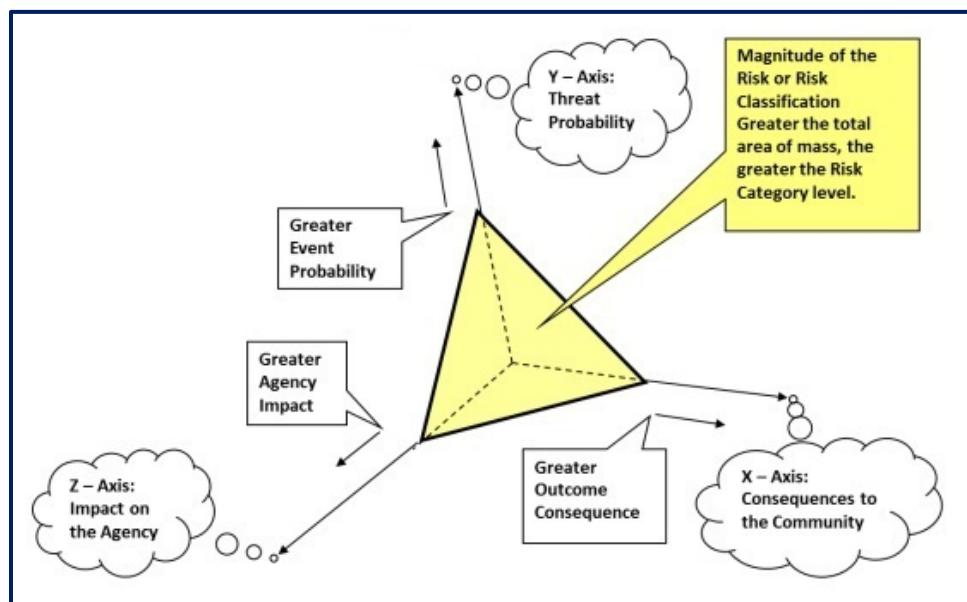 Y – Axis:
Threat
Probability
Magnitude of the
Risk or Risk
Classification
Greater the total
area of mass, the
greater the Risk
Category level.
Greater
Event
Probability
Greater
Agency
Impact
Greater
Outcome
Consequence
Z – Axis:
Impact on
the Agency
X – Axis:
Consequences to
the Community